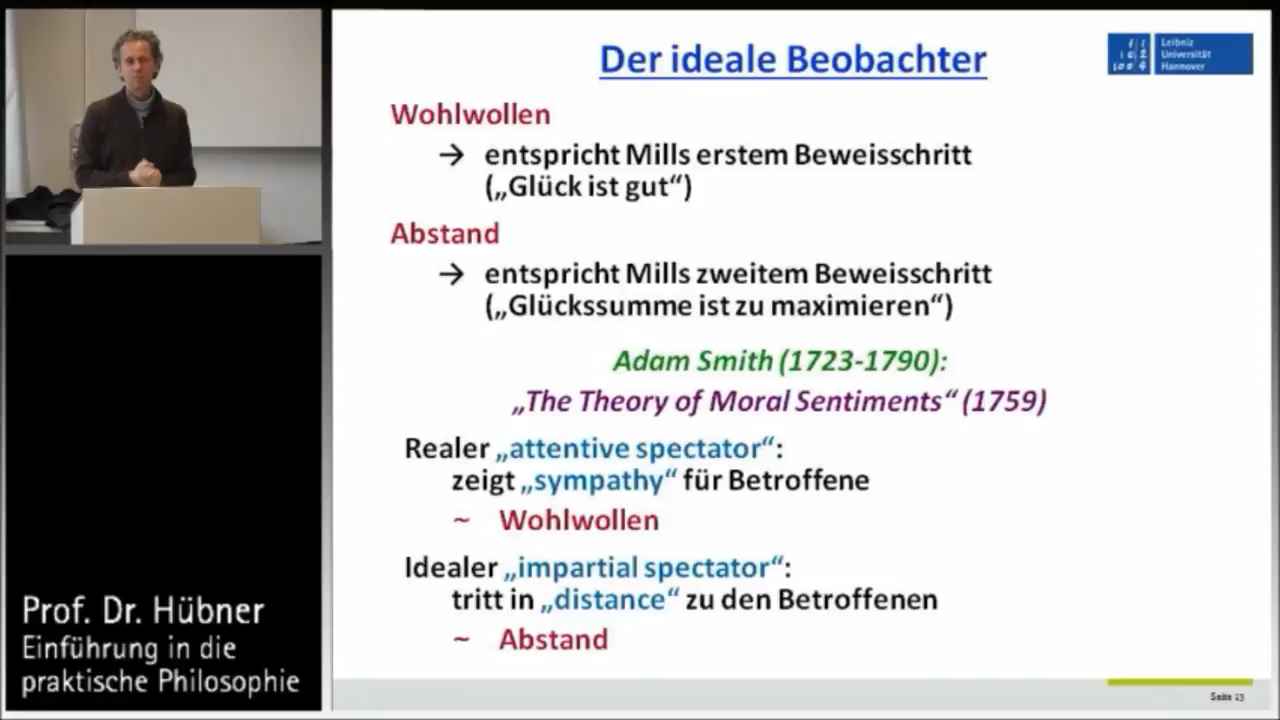 Der ideale Beobachter
Leibniz
Universität
Hannover
Wohlwollen
→ entspricht Mills erstem Beweisschritt
(„Glück ist gut“)
Abstand
→ entspricht Mills zweitem Beweisschritt
(„Glückssumme ist zu maximieren“)
Adam Smith (1723-1790):
„The Theory of Moral Sentiments“ (1759)
Realer „attentive spectator“:
zeigt „sympathy“ für Betroffene
~ Wohlwollen
Idealer „impartial spectator“:
tritt in „distance“ zu den Betroffenen
~ Abstand
Prof. Dr. Hübner
Einführung in die
praktische Philosophie
Seite 13